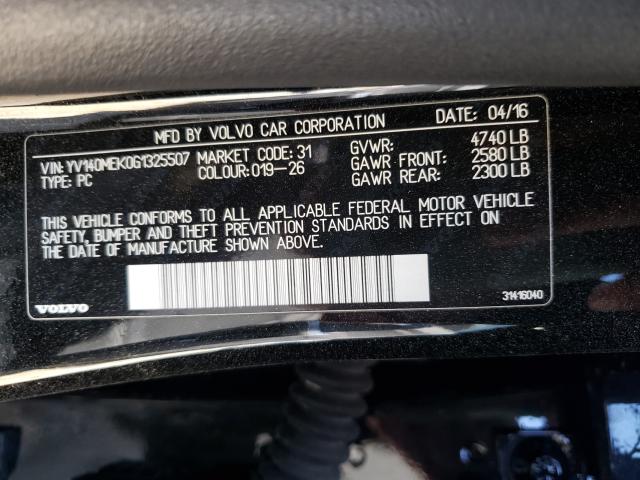 MFD BY VOLVO CAR CORPORATION DATE: 04/16
VIN: YV140MEK0G1325507 MARKET CODE: 31 GVWR: 4740 LB
TYPE: PC COLOUR: 019-26 GAWR FRONT: 2580 LB
GAWR REAR: 2300 LB
THIS VEHICLE CONFORMS TO ALL APPLICABLE FEDERAL MOTOR VEHICLE
SAFETY, BUMPER AND THEFT PREVENTION STANDARDS IN EFFECT ON
THE DATE OF MANUFACTURE SHOWN ABOVE.
VOLVO 31416040